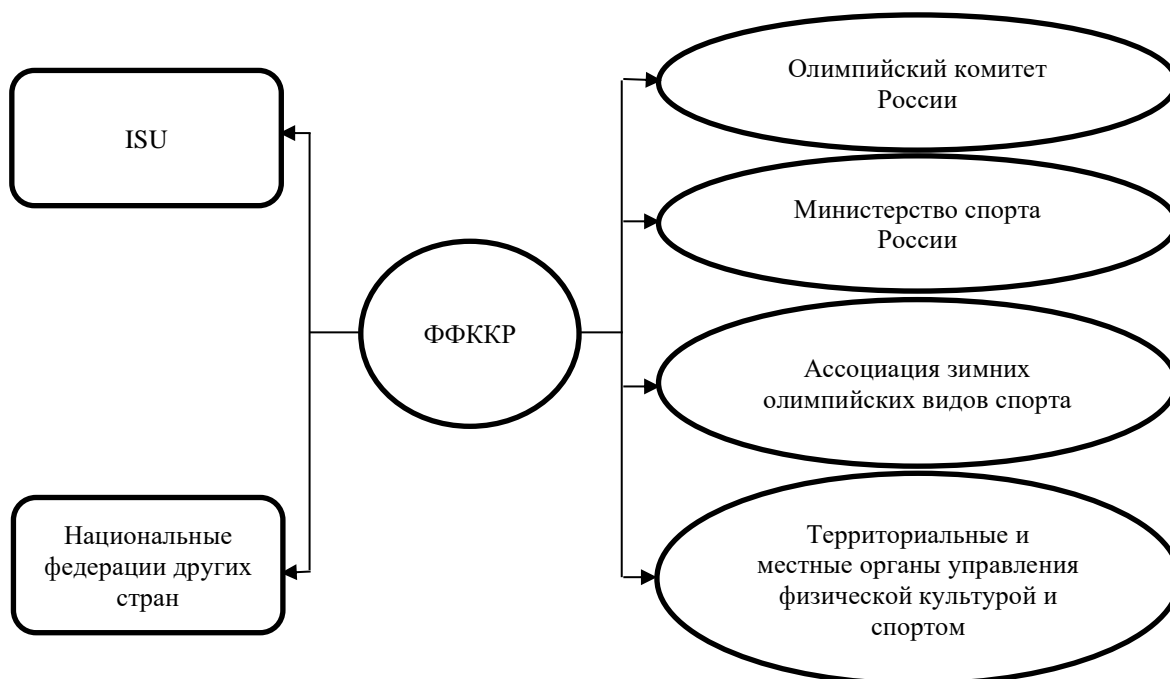 ISU
Национальные
федерации других
стран
ФФККР
Олимпийский комитет
России
Министерство спорта
России
Ассоциация зимних
олимпийских видов спорта
Территориальные и
местные органы управления
физической культурой и
спортом